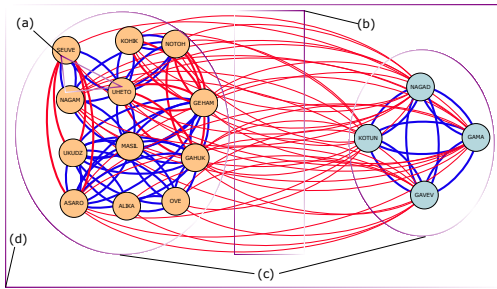 (a)
(b)
KOHIK
NOTOH
SEUVE
NAGAM
UHETO
GEHAM
NAGAD
KOTUN
GAMA
MASIL
UKUDZ
GAHUK
ASARO
ALIKA
OVE
GAVEV
(d)
(c)